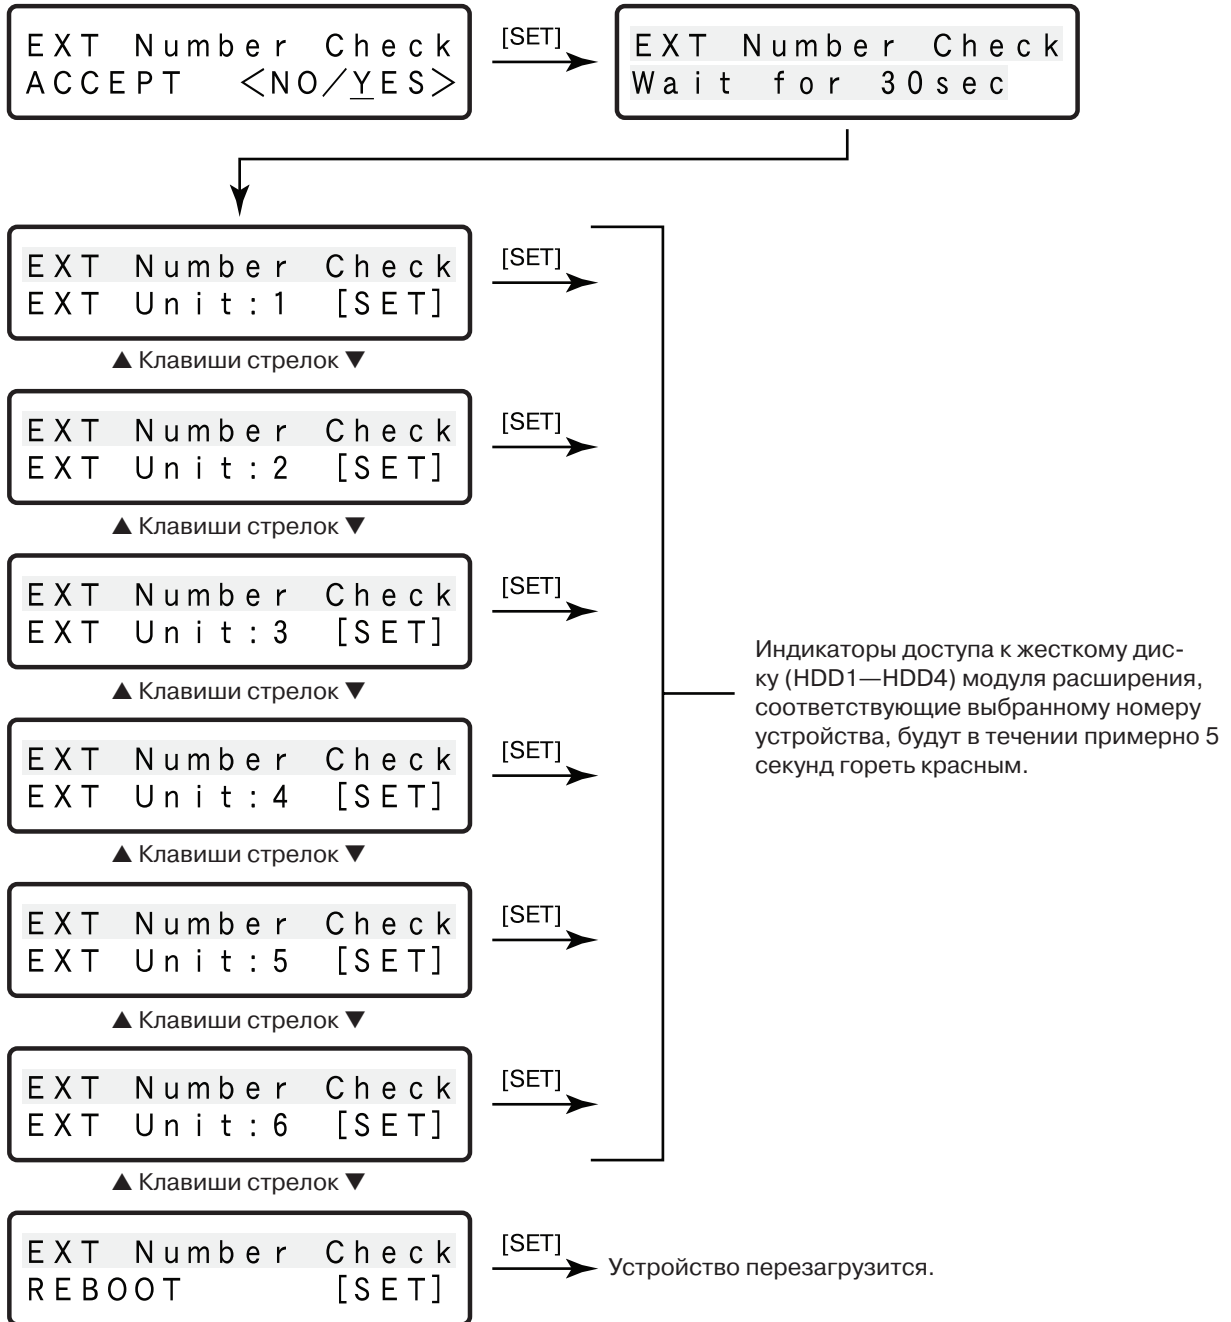 EXT Number Check
ACCEPT <NO/YES>
[SET]
EXT Number Check
Wait for 30sec
EXT Number Check
EXT Unit:1 [SET]
[SET]
▲ Клавиши стрелок ▼
EXT Number Check
EXT Unit:2 [SET]
[SET]
▲ Клавиши стрелок ▼
EXT Number Check
EXT Unit:3 [SET]
[SET]
▲ Клавиши стрелок ▼
EXT Number Check
EXT Unit:4 [SET]
[SET]
▲ Клавиши стрелок ▼
EXT Number Check
EXT Unit:5 [SET]
[SET]
▲ Клавиши стрелок ▼
EXT Number Check
EXT Unit:6 [SET]
[SET]
▲ Клавиши стрелок ▼
Индикаторы доступа к жесткому дис-
ку (HDD1—HDD4) модуля расширения,
соответствующие выбранному номеру
устройства, будут в течении примерно 5
секунд гореть красным.
EXT Number Check
REBOOT [SET]
[SET]
Устройство перезагрузится.